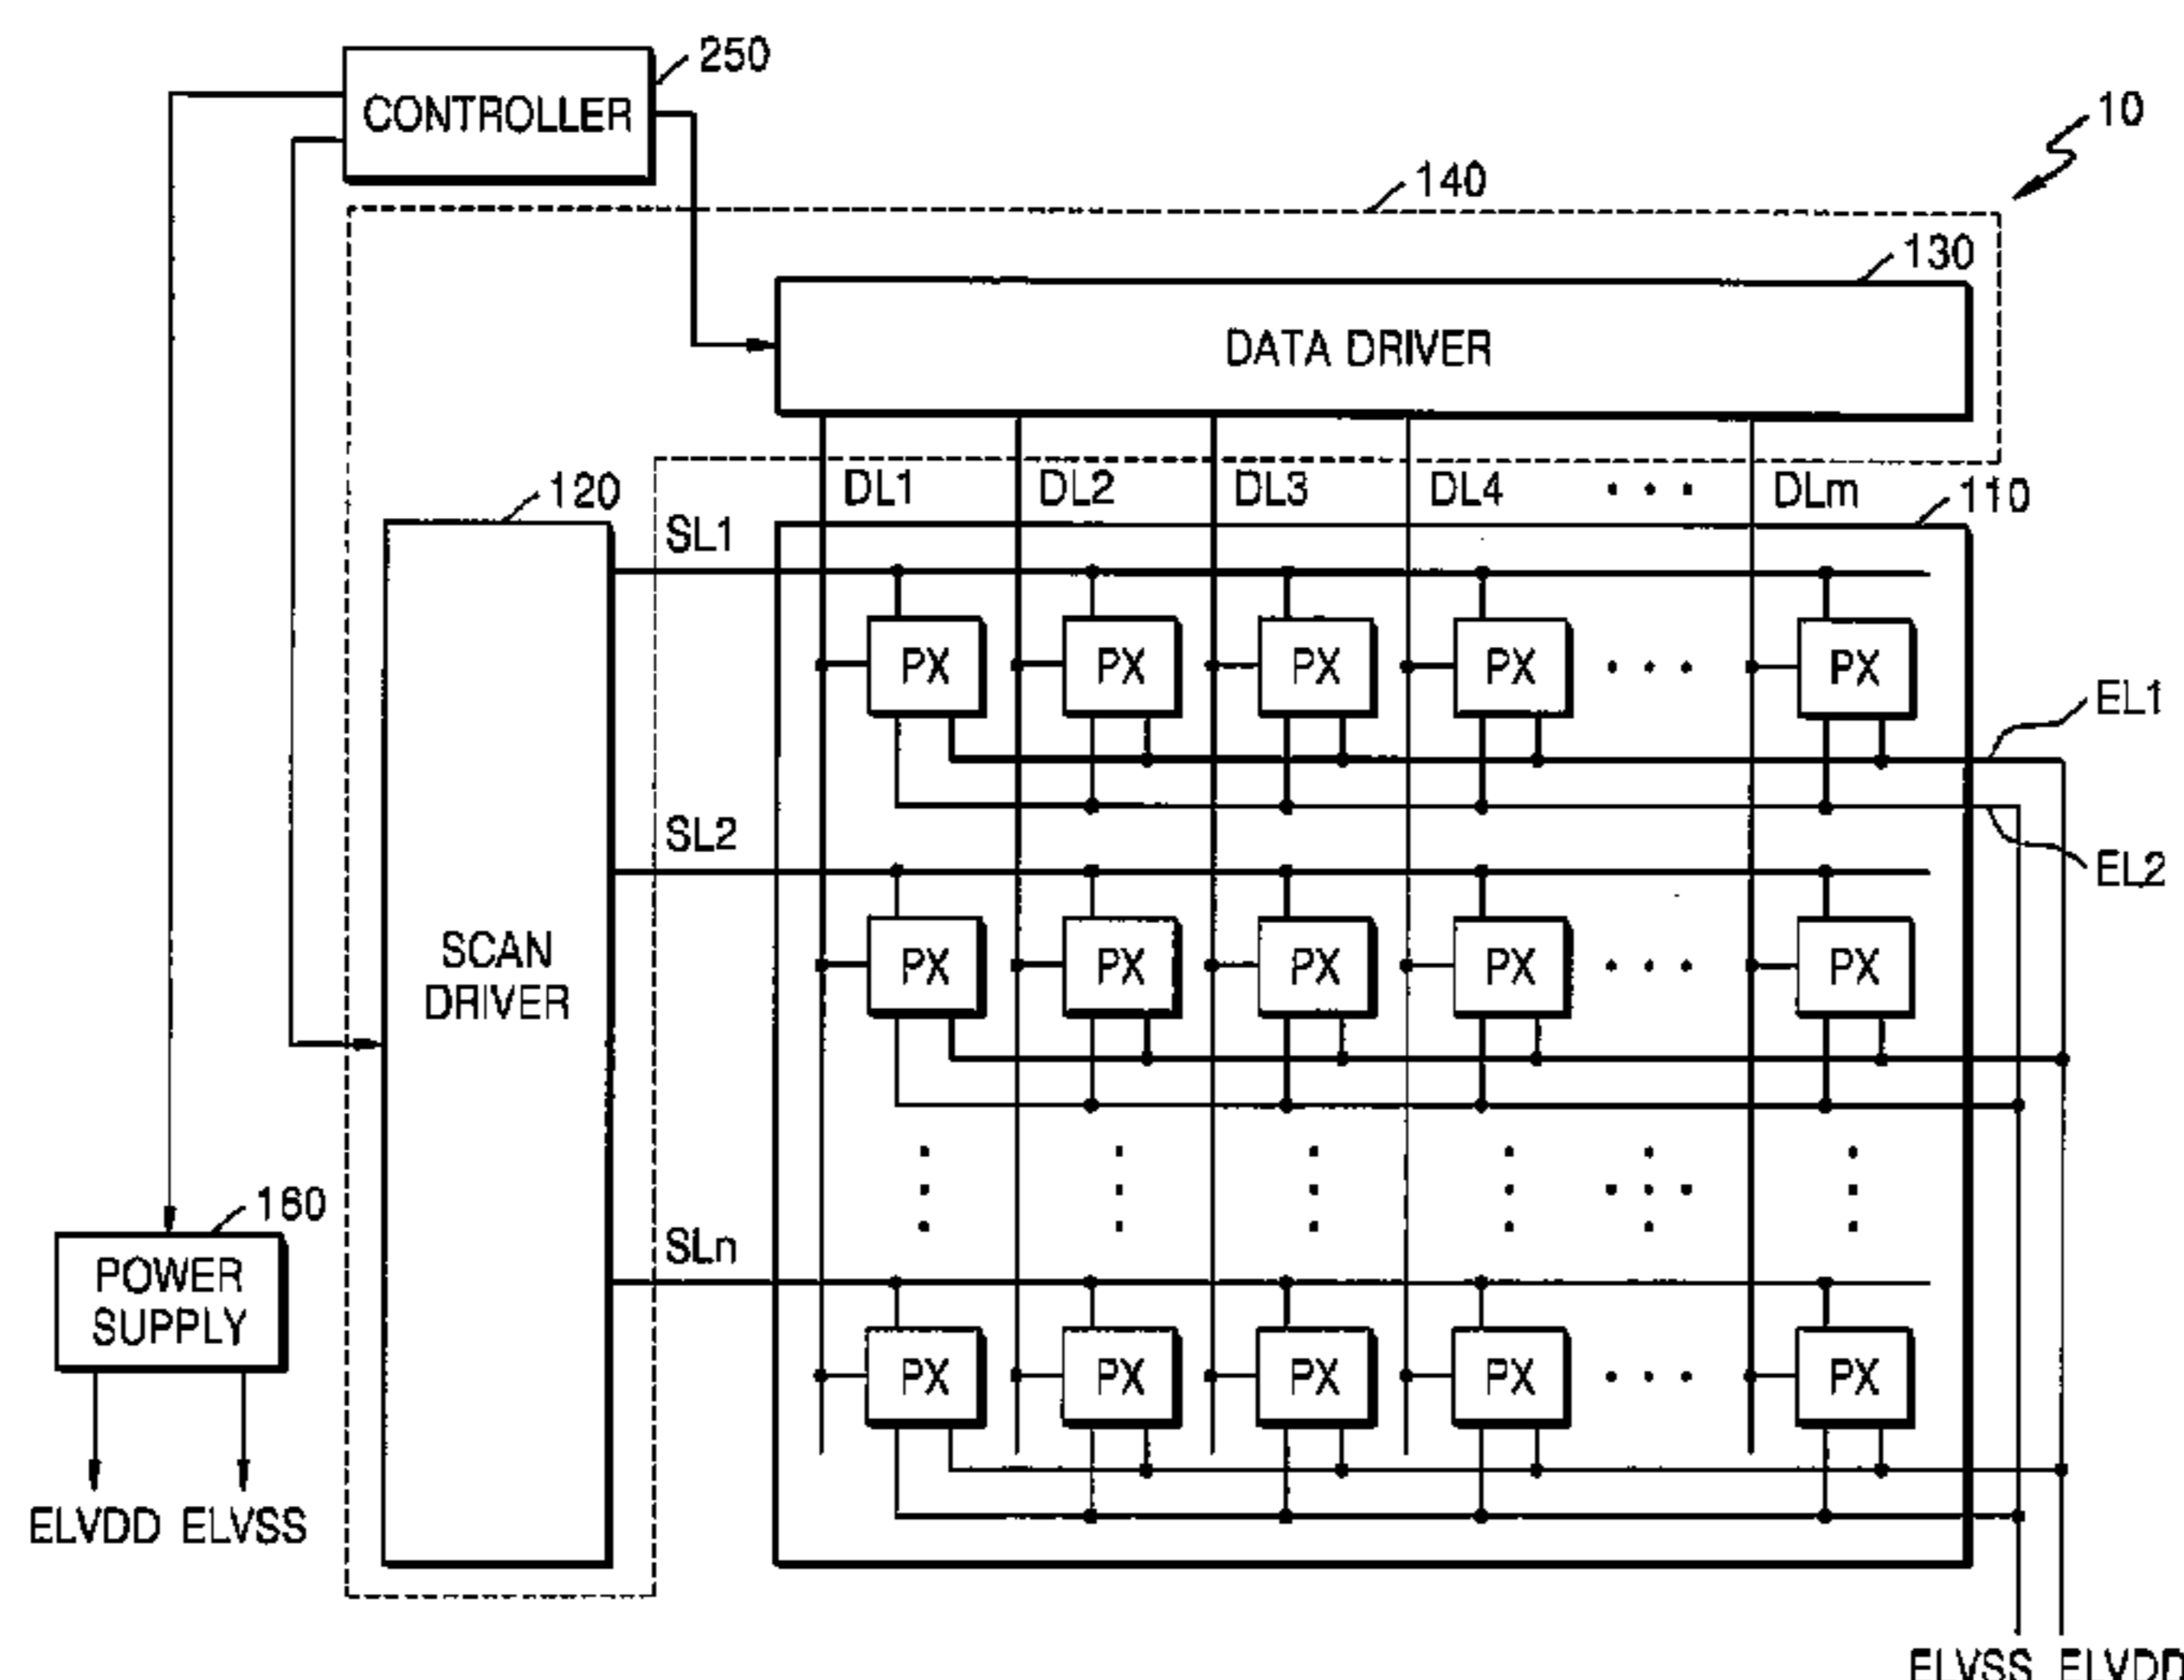 250
CONTROLLER
10
140
130
DATA DRIVER
120
DL1 DL2 DL3 DL4 • • • DLm
110
SL1
PX PX PX PX • • • PX
EL1
SL2
EL2
SCAN
DRIVER
PX PX PX PX • • • PX
160
SLn
POWER
SUPPLY
PX PX PX PX • • • PX
ELVDD ELVSS
ELVSS ELVDD